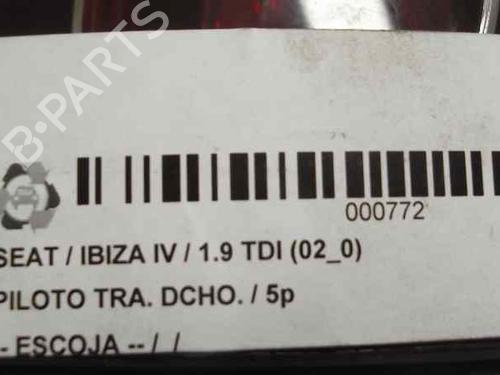 B-PARTS
000772
SEAT / IBIZA IV / 1.9 TDI (02_0)
PILOTO TRA. DCHO. / 5p
- ESCOJA -- / /